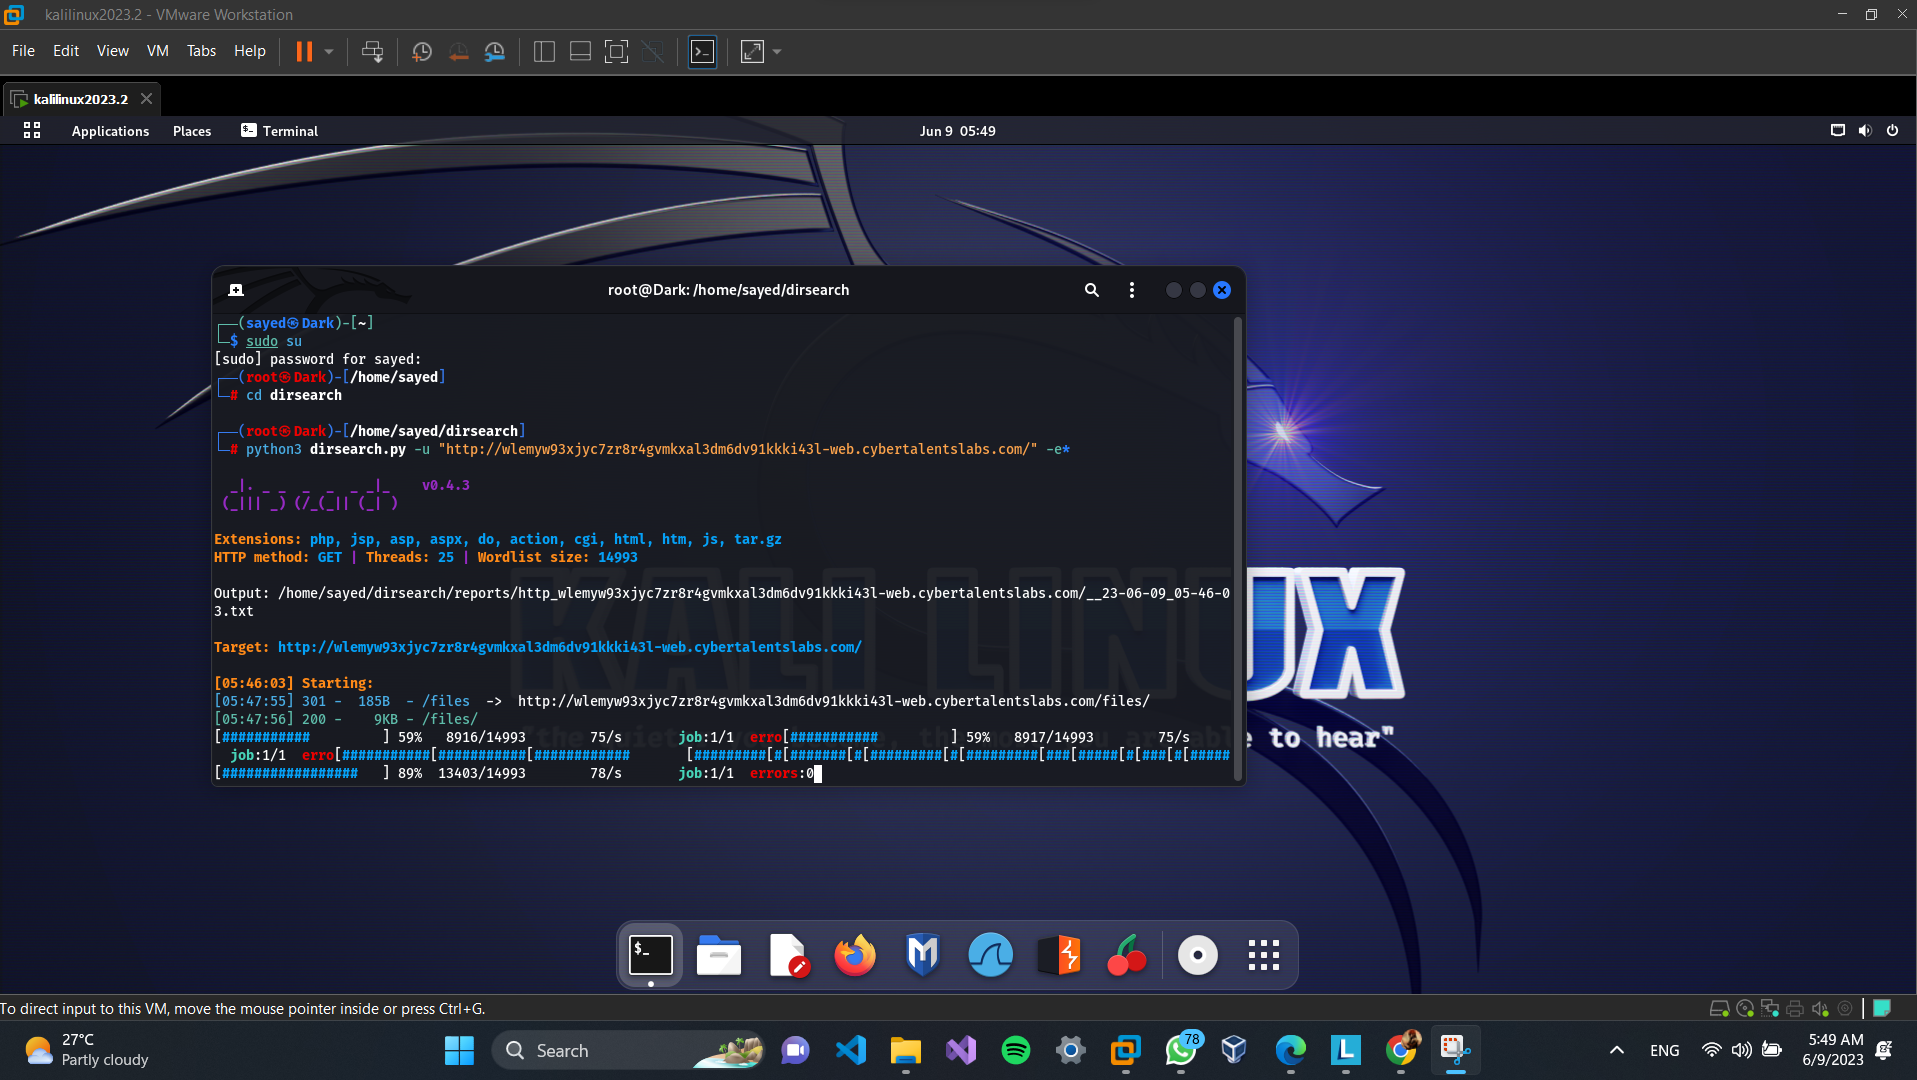 kalilinux2023.2 - VMware Workstation
File Edit View VM Tabs Help
kalilinux2023.2
Applications Places Terminal Jun 9 05:49
root@Dark: /home/sayed/dirsearch
┌──(sayed㉿Dark)-[~]
└─$ sudo su
[sudo] password for sayed:
┌──(root㉿Dark)-[/home/sayed]
└─# cd dirsearch
┌──(root㉿Dark)-[/home/sayed/dirsearch]
└─# python3 dirsearch.py -u "http://wlemyw93xjyc7zr8r4gvmkxal3dm6dv91kkki43l-web.cybertalentslabs.com/" -e*
_|. _ _  _  _  _ _|_    v0.4.3
(_||| _) (/_(_|| (_| )
Extensions: php, jsp, asp, aspx, do, action, cgi, html, htm, js, tar.gz
HTTP method: GET | Threads: 25 | Wordlist size: 14993
Output: /home/sayed/dirsearch/reports/http_wlemyw93xjyc7zr8r4gvmkxal3dm6dv91kkki43l-web.cybertalentslabs.com/__23-06-09_05-46-0
3.txt
Target: http://wlemyw93xjyc7zr8r4gvmkxal3dm6dv91kkki43l-web.cybertalentslabs.com/
[05:46:03] Starting:
[05:47:55] 301 - 185B - /files -> http://wlemyw93xjyc7zr8r4gvmkxal3dm6dv91kkki43l-web.cybertalentslabs.com/files/
[05:47:56] 200 - 9KB - /files/
[########### ] 59% 8916/14993 75/s job:1/1 erro[########### ] 59% 8917/14993 75/s
job:1/1 erro[###########[###########[############ [#########[#[#######[#[#########[#[#########[###[#####[#[###[#[#####
[################# ] 89% 13403/14993 78/s job:1/1 errors:0
KALI LINUX
e to hear"
To direct input to this VM, move the mouse pointer inside or press Ctrl+G.
27°C
Partly cloudy
Search
78
ENG
5:49 AM
6/9/2023